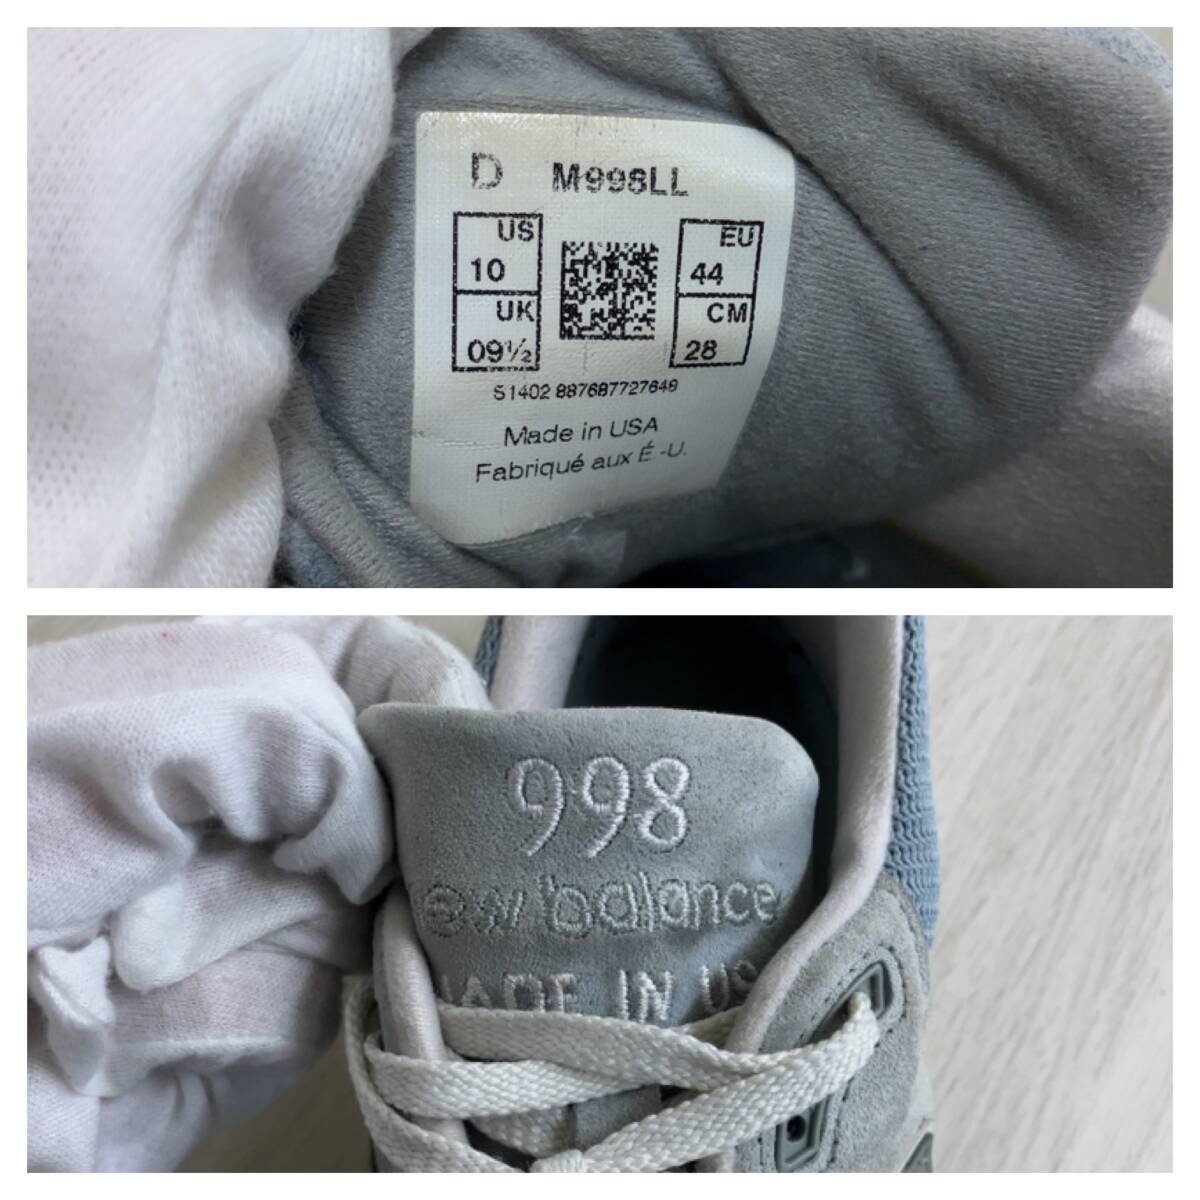 D M998LL
US 10
EU 44
UK 09½
CM 28
S1402 887687727649
Made in USA
Fabriqué aux É.-U.
998
ew balance
MADE IN US